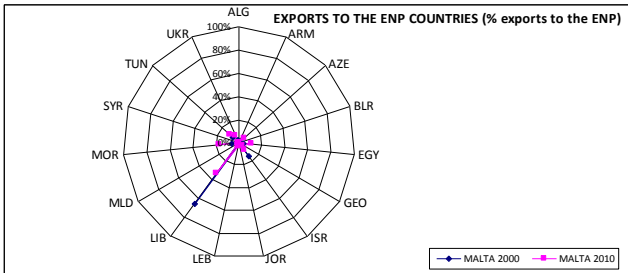 EXPORTS TO THE ENP COUNTRIES (% exports to the ENP)
ALG
ARM
AZE
BLR
EGY
GEO
ISR
JOR
LEB
LIB
MLD
MOR
SYR
TUN
UKR
100%
80%
60%
40%
20%
0%
MALTA 2000
MALTA 2010